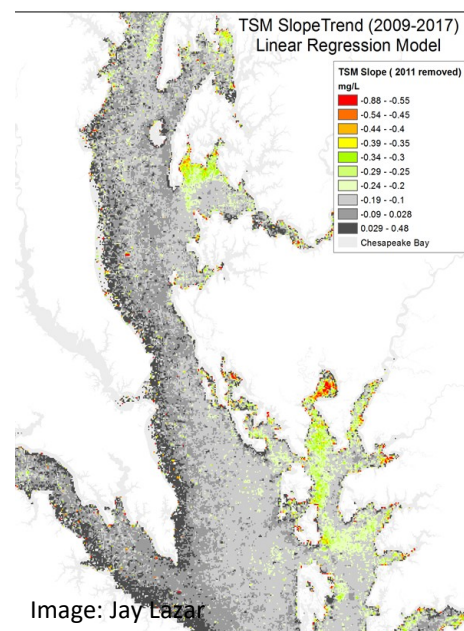 TSM SlopeTrend (2009-2017)
Linear Regression Model
TSM Slope ( 2011 removed)
mg/L
-0.88 - -0.55
-0.54 - -0.45
-0.44 - -0.4
-0.39 - -0.35
-0.34 - -0.3
-0.29 - -0.25
-0.24 - -0.2
-0.19 - -0.1
-0.09 - 0.028
0.029 - 0.48
Chesapeake Bay
Image: Jay Lazar